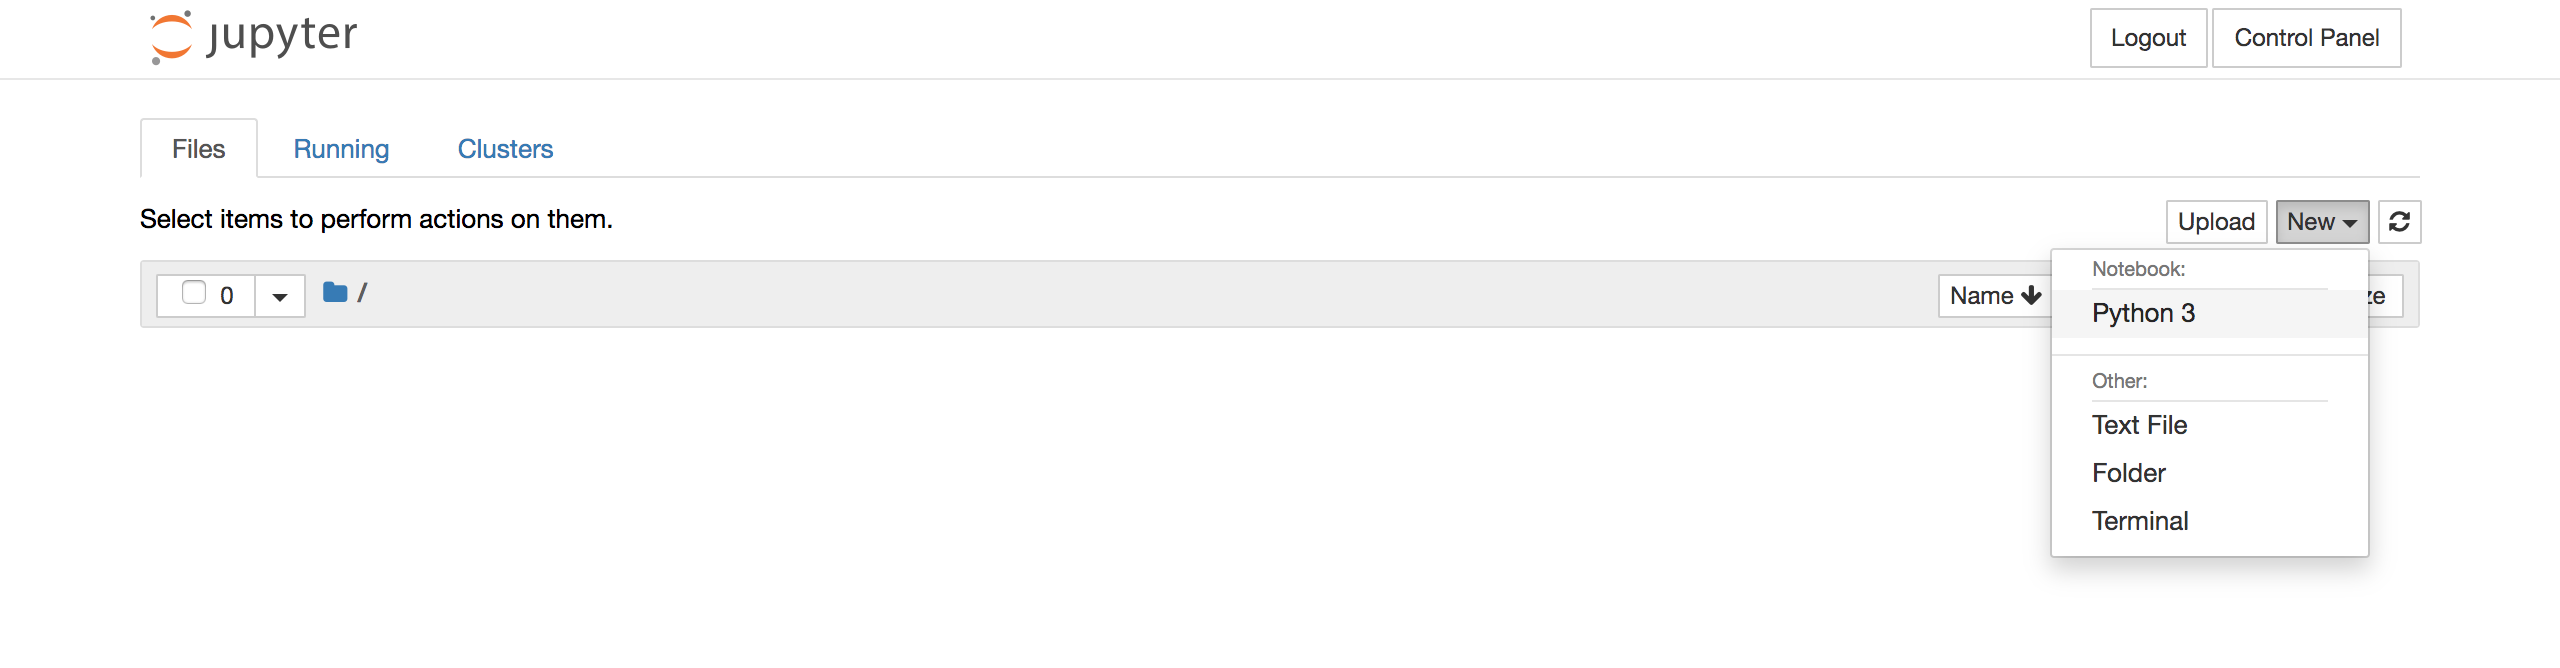 jupyter
Logout Control Panel
Files Running Clusters
Select items to perform actions on them.
Upload New
0 /
Name
Notebook:
Python 3
Other:
Text File
Folder
Terminal